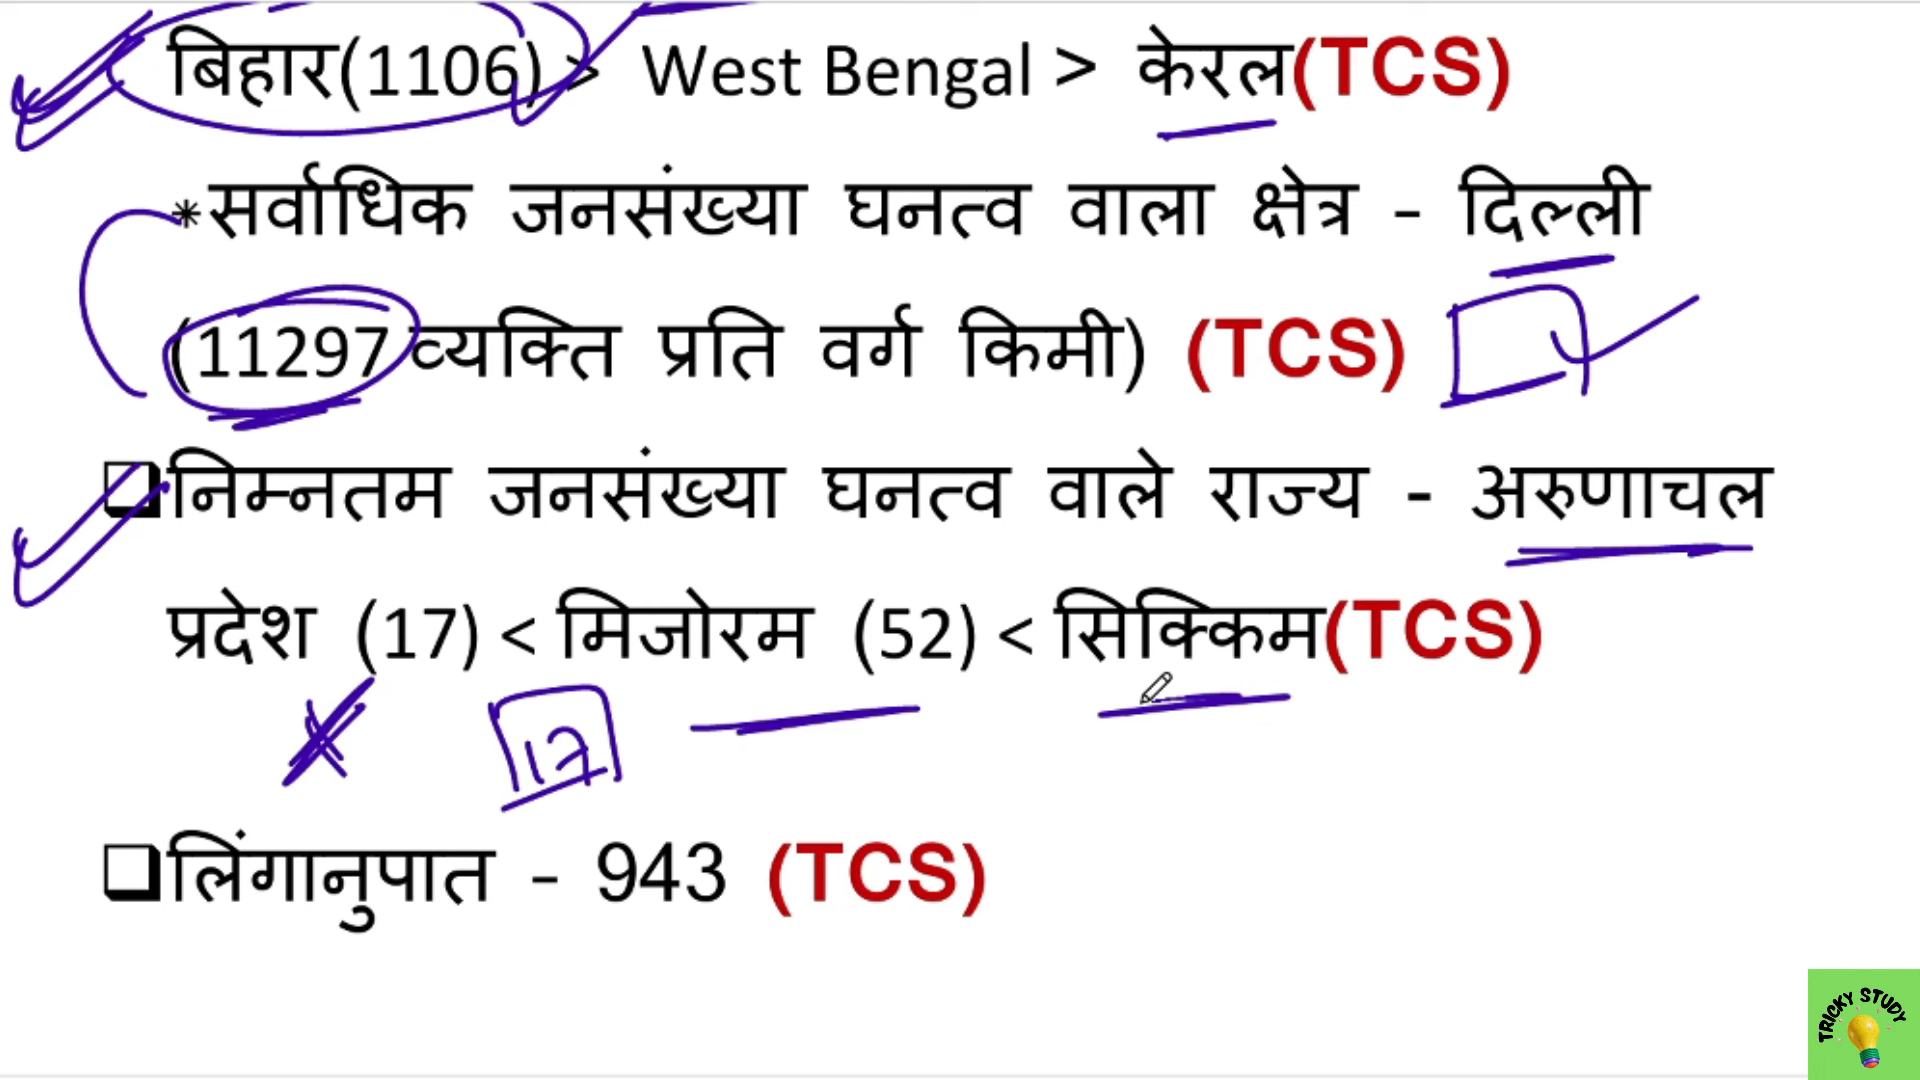 बिहार(1106) > West Bengal > केरल(TCS)
*सर्वाधिक जनसंख्या घनत्व वाला क्षेत्र - दिल्ली
(11297 व्यक्ति प्रति वर्ग किमी) (TCS)
❑निम्नतम जनसंख्या घनत्व वाले राज्य - अरुणाचल
प्रदेश (17) < मिजोरम (52) < सिक्किम(TCS)
17
❑लिंगानुपात - 943 (TCS)
TRICKY STUDY